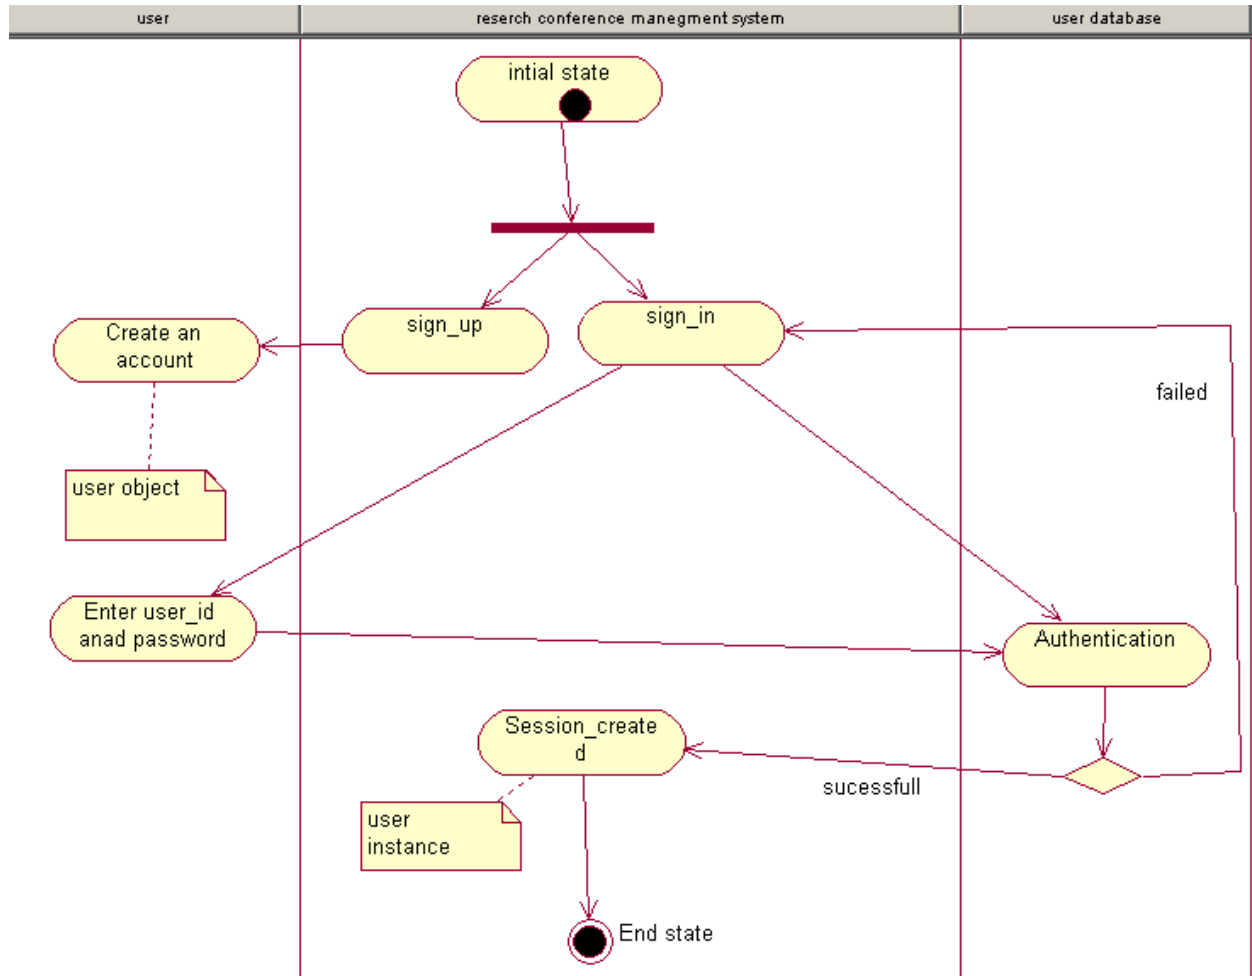 user
reserch conference manegment system
user database
intial state
sign_up
sign_in
Create an
account
failed
user object
Enter user_id
anad password
Authentication
Session_create
d
sucessfull
user
instance
End state